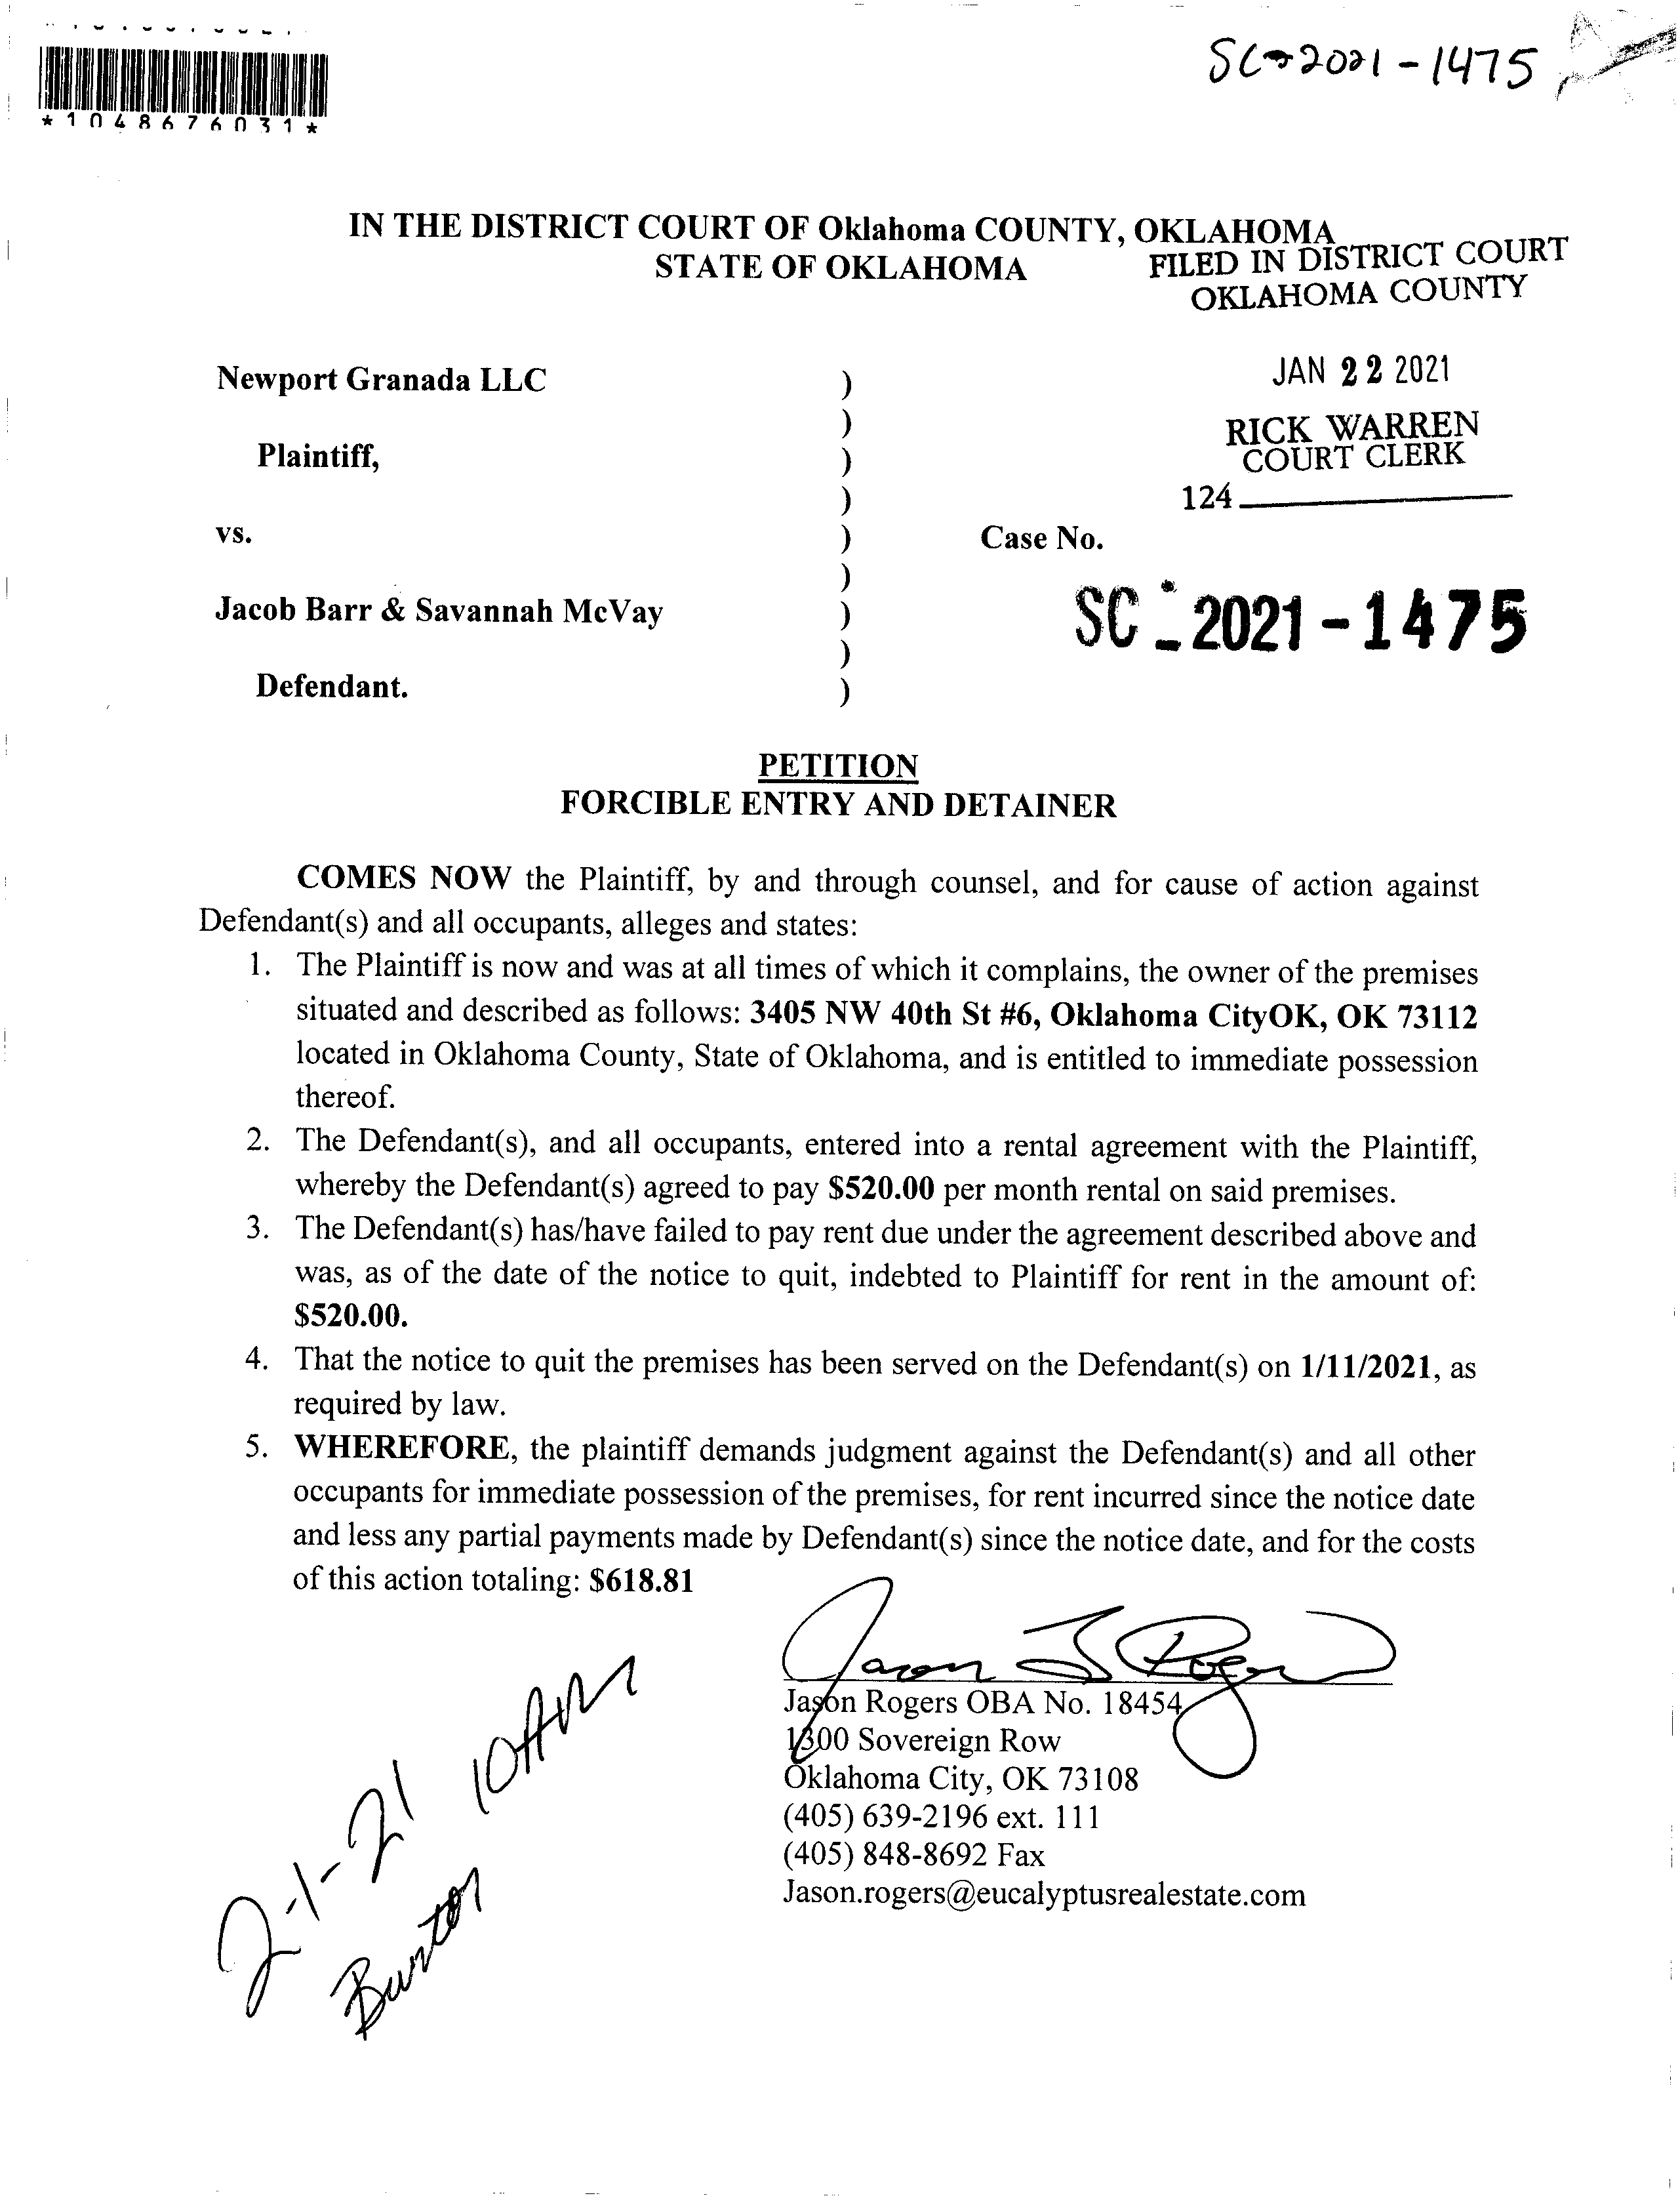 SC-2021-1475
*1048676031*
IN THE DISTRICT COURT OF Oklahoma COUNTY, OKLAHOMA
STATE OF OKLAHOMA
FILED IN DISTRICT COURT
OKLAHOMA COUNTY
JAN 22 2021
RICK WARREN
COURT CLERK
124
Newport Granada LLC )
)
Plaintiff, )
)
vs. ) Case No.
)
Jacob Barr & Savannah McVay ) SC-2021-1475
)
Defendant. )
PETITION
FORCIBLE ENTRY AND DETAINER
COMES NOW the Plaintiff, by and through counsel, and for cause of action against
Defendant(s) and all occupants, alleges and states:
1. The Plaintiff is now and was at all times of which it complains, the owner of the premises
situated and described as follows: 3405 NW 40th St #6, Oklahoma CityOK, OK 73112
located in Oklahoma County, State of Oklahoma, and is entitled to immediate possession
thereof.
2. The Defendant(s), and all occupants, entered into a rental agreement with the Plaintiff,
whereby the Defendant(s) agreed to pay $520.00 per month rental on said premises.
3. The Defendant(s) has/have failed to pay rent due under the agreement described above and
was, as of the date of the notice to quit, indebted to Plaintiff for rent in the amount of:
$520.00.
4. That the notice to quit the premises has been served on the Defendant(s) on 1/11/2021, as
required by law.
5. WHEREFORE, the plaintiff demands judgment against the Defendant(s) and all other
occupants for immediate possession of the premises, for rent incurred since the notice date
and less any partial payments made by Defendant(s) since the notice date, and for the costs
of this action totaling: $618.81
Jason Rogers OBA No. 18454
1300 Sovereign Row
Oklahoma City, OK 73108
(405) 639-2196 ext. 111
(405) 848-8692 Fax
Jason.rogers@eucalyptusrealestate.com
2-1-21 10AM
Burton